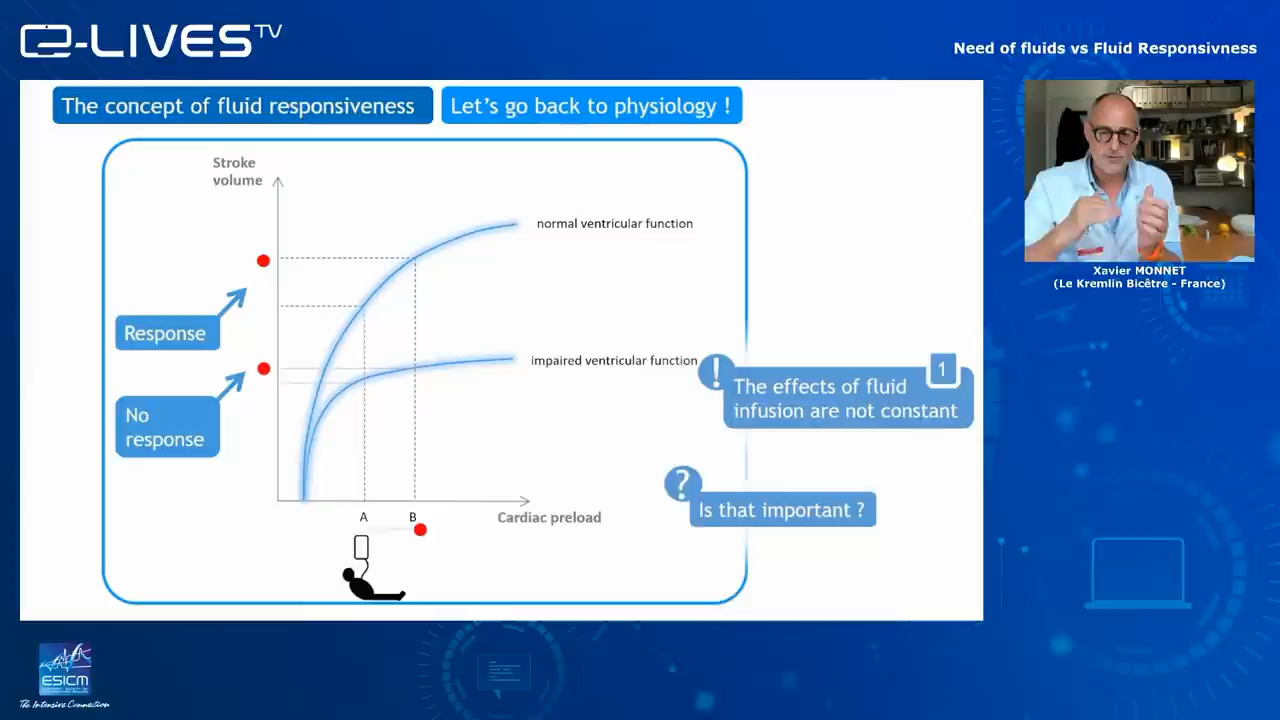 e-LIVES TV
Need of fluids vs Fluid Responsivness
The concept of fluid responsiveness
Let's go back to physiology !
Stroke
volume
normal ventricular function
Response
impaired ventricular function
No
response
!
1
The effects of fluid
infusion are not constant
?
Is that important ?
A
B
Cardiac preload
Xavier MONNET
(Le Kremlin Bicêtre - France)
ESICM
The Intensive Connection